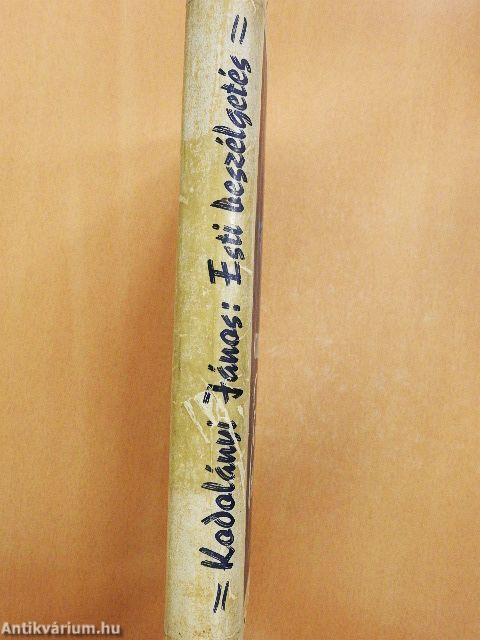 = Kodolányi János: Esti beszélgetés =
Antikvárium.hu